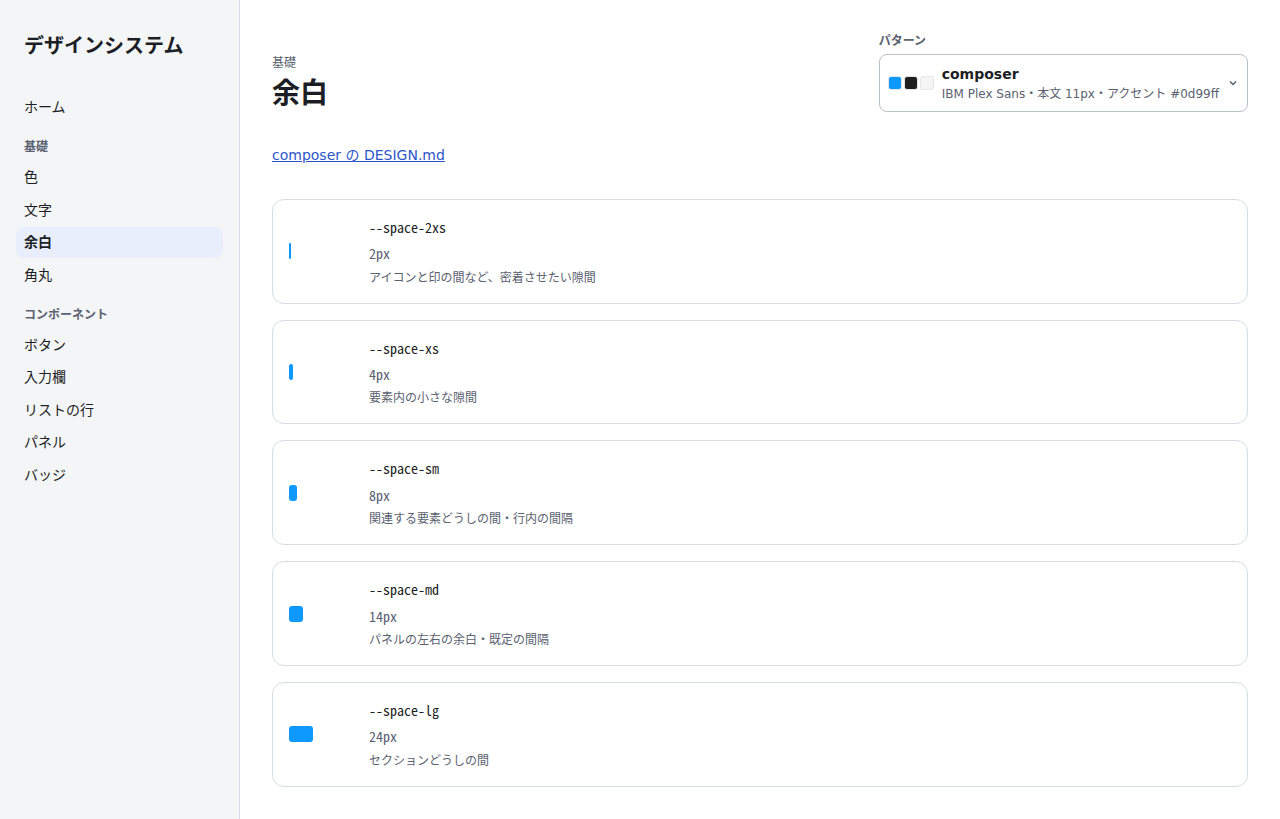 デザインシステム
ホーム
基礎
色
文字
余白
角丸
コンポーネント
ボタン
入力欄
リストの行
パネル
バッジ
基礎
余白
パターン
composer
IBM Plex Sans・本文 11px・アクセント #0d99ff
composer の DESIGN.md
--space-2xs
2px
アイコンと印の間など、密着させたい隙間
--space-xs
4px
要素内の小さな隙間
--space-sm
8px
関連する要素どうしの間・行内の間隔
--space-md
14px
パネルの左右の余白・既定の間隔
--space-lg
24px
セクションどうしの間